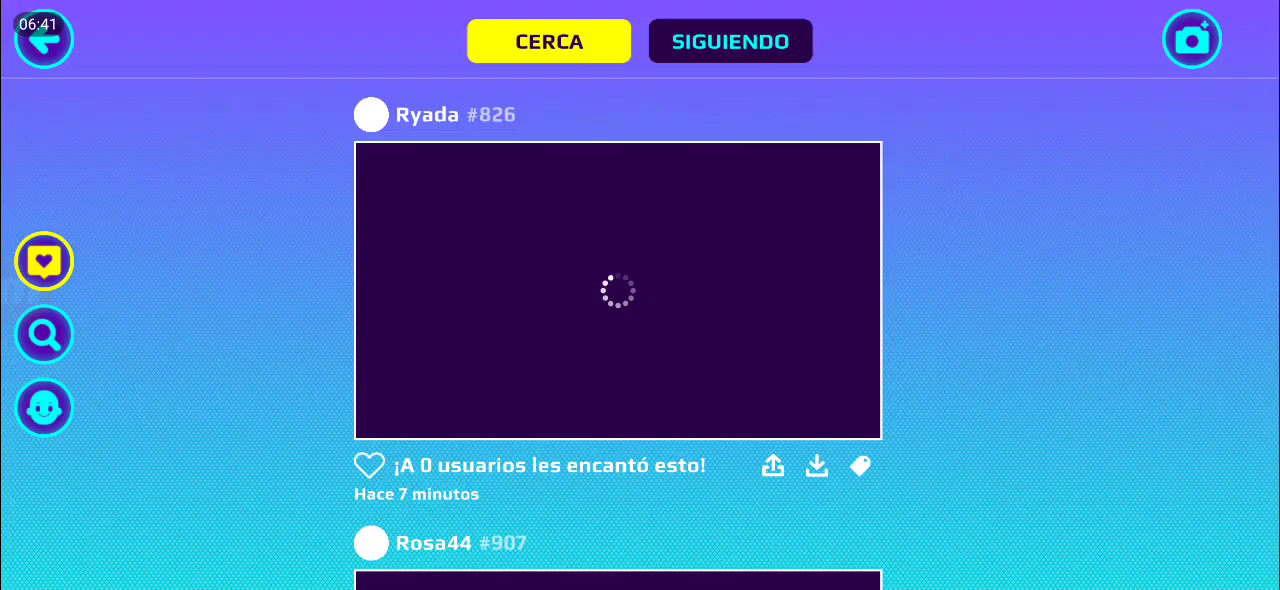 06:41
CERCA
SIGUIENDO
Ryada #826
¡A 0 usuarios les encantó esto!
Hace 7 minutos
Rosa44 #907